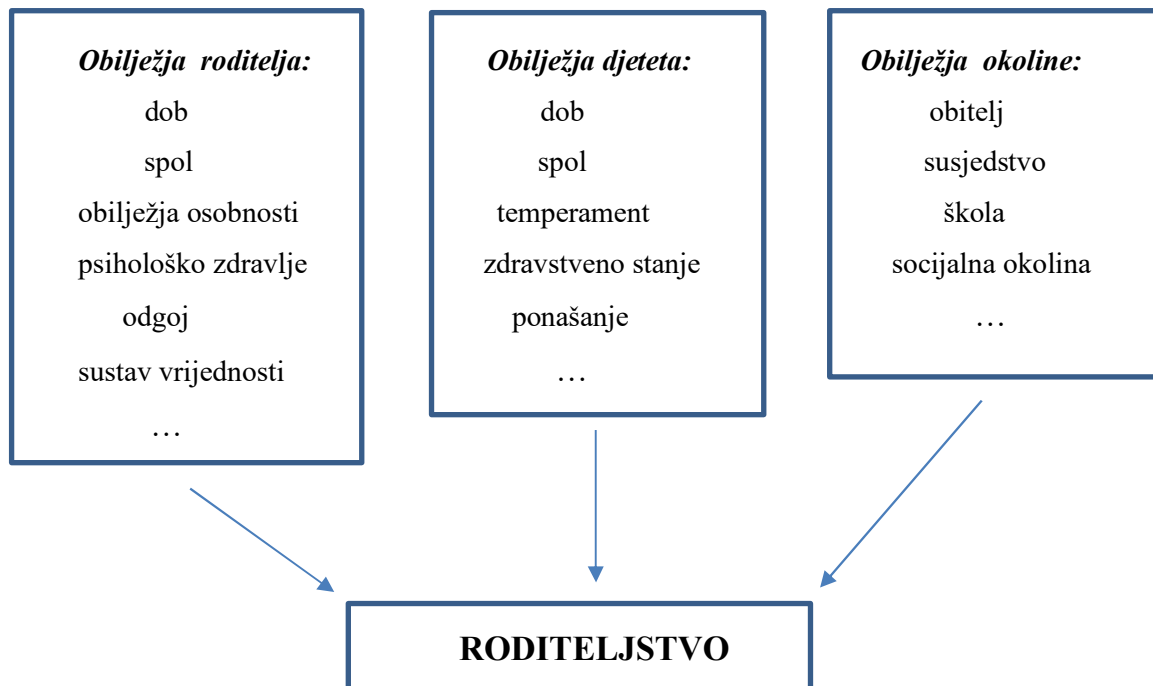 Obilježja roditelja:
dob
spol
obilježja osobnosti
psihološko zdravlje
odgoj
sustav vrijednosti
…
Obilježja djeteta:
dob
spol
temperament
zdravstveno stanje
ponašanje
…
Obilježja okoline:
obitelj
susjedstvo
škola
socijalna okolina
…
RODITELJSTVO